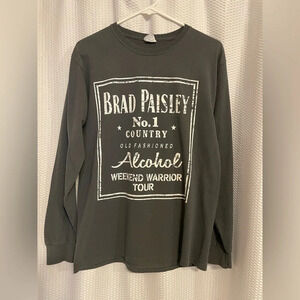 BRAD PAISLEY
No.1
COUNTRY
OLD FASHIONED
Alcohol
WEEKEND WARRIOR
TOUR